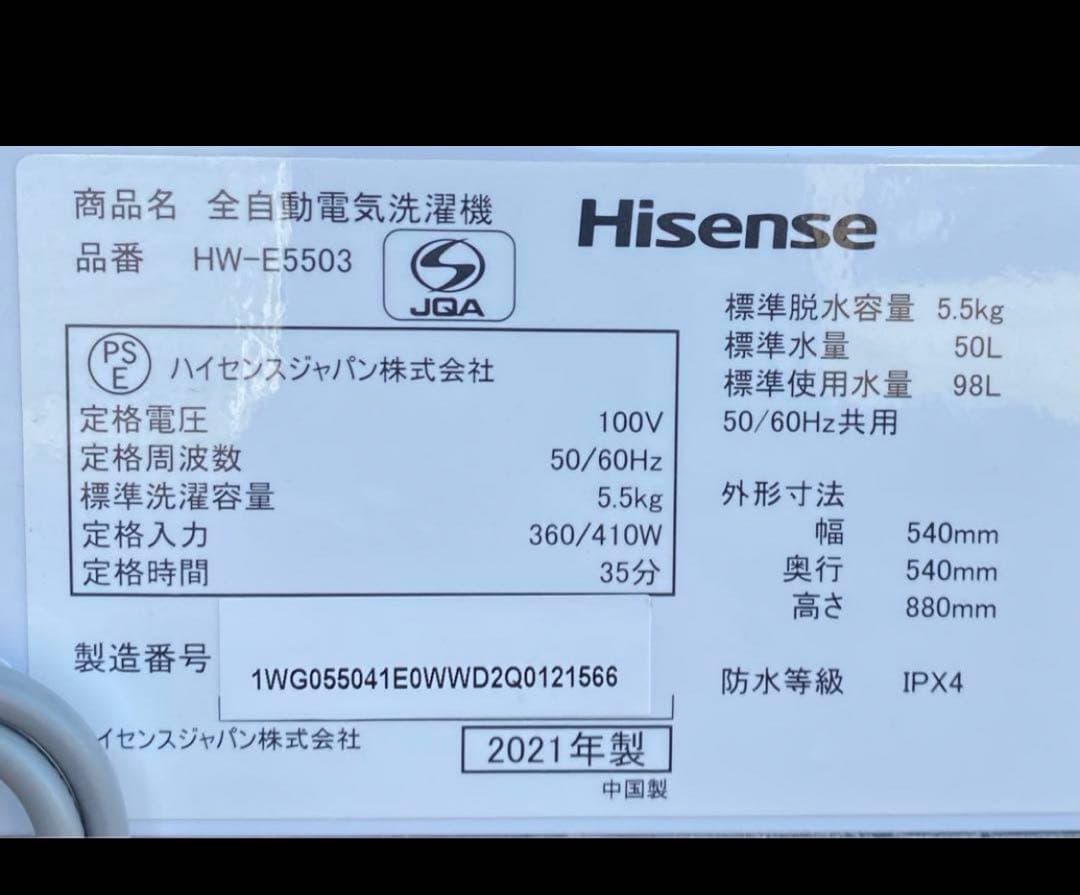 商品名 全自動電気洗濯機
品番 HW-E5503
JQA
Hisense
PS
E
ハイセンスジャパン株式会社
定格電圧 100V
定格周波数 50/60Hz
標準洗濯容量 5.5kg
定格入力 360/410W
定格時間 35分
製造番号 1WG055041E0WWD2Q0121566
イセンスジャパン株式会社
2021年製
中国製
標準脱水容量 5.5kg
標準水量 50L
標準使用水量 98L
50/60Hz共用
外形寸法
幅 540mm
奥行 540mm
高さ 880mm
防水等級 IPX4